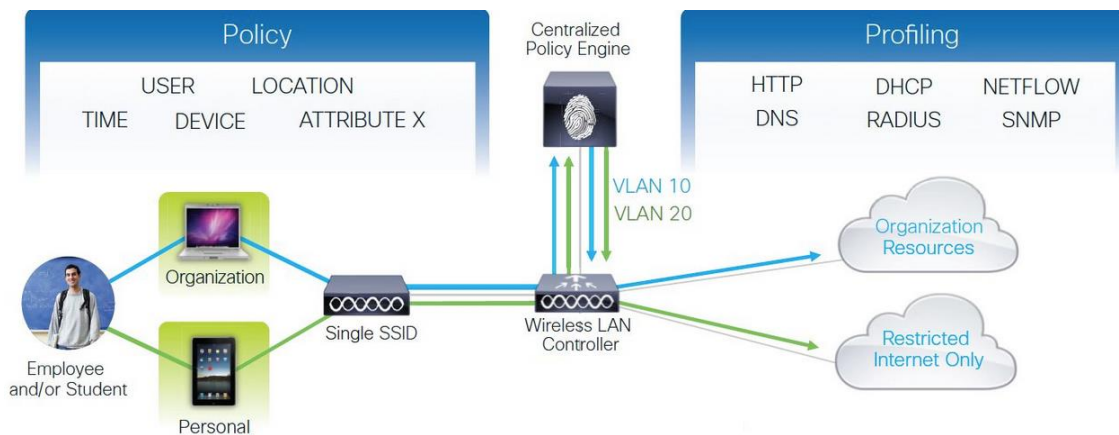 Policy
USER LOCATION
TIME DEVICE ATTRIBUTE X
Centralized
Policy Engine
Profiling
HTTP DHCP NETFLOW
DNS RADIUS SNMP
VLAN 10
VLAN 20
Organization
Personal
Employee
and/or Student
Single SSID
Wireless LAN
Controller
Organization
Resources
Restricted
Internet Only